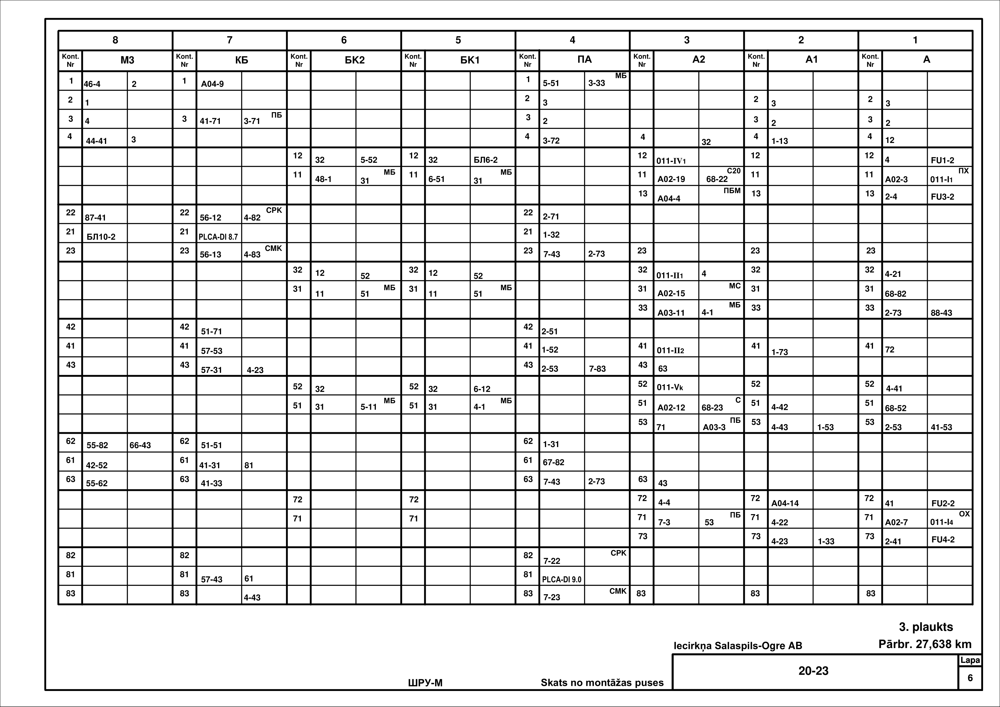 8 7 6 5 4 3 2 1
Kont. Nr МЗ Kont. Nr КБ Kont. Nr БК2 Kont. Nr БК1 Kont. Nr ПА Kont. Nr А2 Kont. Nr А1 Kont. Nr А
1 46-4 2 1 А04-9 1 5-51 3-33 МБ
2 1 2 3 2 3 2 3
3 4 3 41-71 3-71 ПБ 3 2 3 2 3 2
4 44-41 3 4 3-72 4 32 4 1-13 4 12
12 32 5-52 12 32 БЛ6-2 12 011-IV1 12 12 4 FU1-2
11 48-1 31 МБ 11 6-51 31 МБ 11 А02-19 68-22 С20 11 11 А02-3 011-I1 ПХ
13 А04-4 ПБМ 13 13 2-4 FU3-2
22 87-41 22 56-12 4-82 СРК 22 2-71
21 БЛ10-2 21 PLCA-DI 8.7 21 1-32
23 23 56-13 4-83 СМК 23 7-43 2-73 23 23 23
32 12 52 32 12 52 32 011-II1 4 32 32 4-21
31 11 51 МБ 31 11 51 МБ 31 А02-15 МС 31 31 68-82
33 А03-11 4-1 МБ 33 33 2-73 88-43
42 42 51-71 42 2-51
41 41 57-53 41 1-52 41 011-II2 41 1-73 41 72
43 43 57-31 4-23 43 2-53 7-83 43 63
52 32 52 32 6-12 52 011-Vk 52 52 4-41
51 31 5-11 МБ 51 31 4-1 МБ 51 А02-12 68-23 С 51 4-42 51 68-52
53 71 А03-3 ПБ 53 4-43 1-53 53 2-53 41-53
62 55-82 66-43 62 51-51 62 1-31
61 42-52 61 41-31 81 61 67-82
63 55-62 63 41-33 63 7-43 2-73 63 43
72 72 72 4-4 72 А04-14 72 41 FU2-2
71 71 71 7-3 53 ПБ 71 4-22 71 А02-7 011-I4 ОХ
73 73 4-23 1-33 73 2-41 FU4-2
82 82 82 7-22 СРК
81 81 57-43 61 81 PLCA-DI 9.0
83 83 4-43 83 7-23 СМК 83 83 83
3. plaukts
Iecirkņa Salaspils-Ogre AB Pārbr. 27,638 km
Lapa
20-23
6
ШРУ-М Skats no montāžas puses